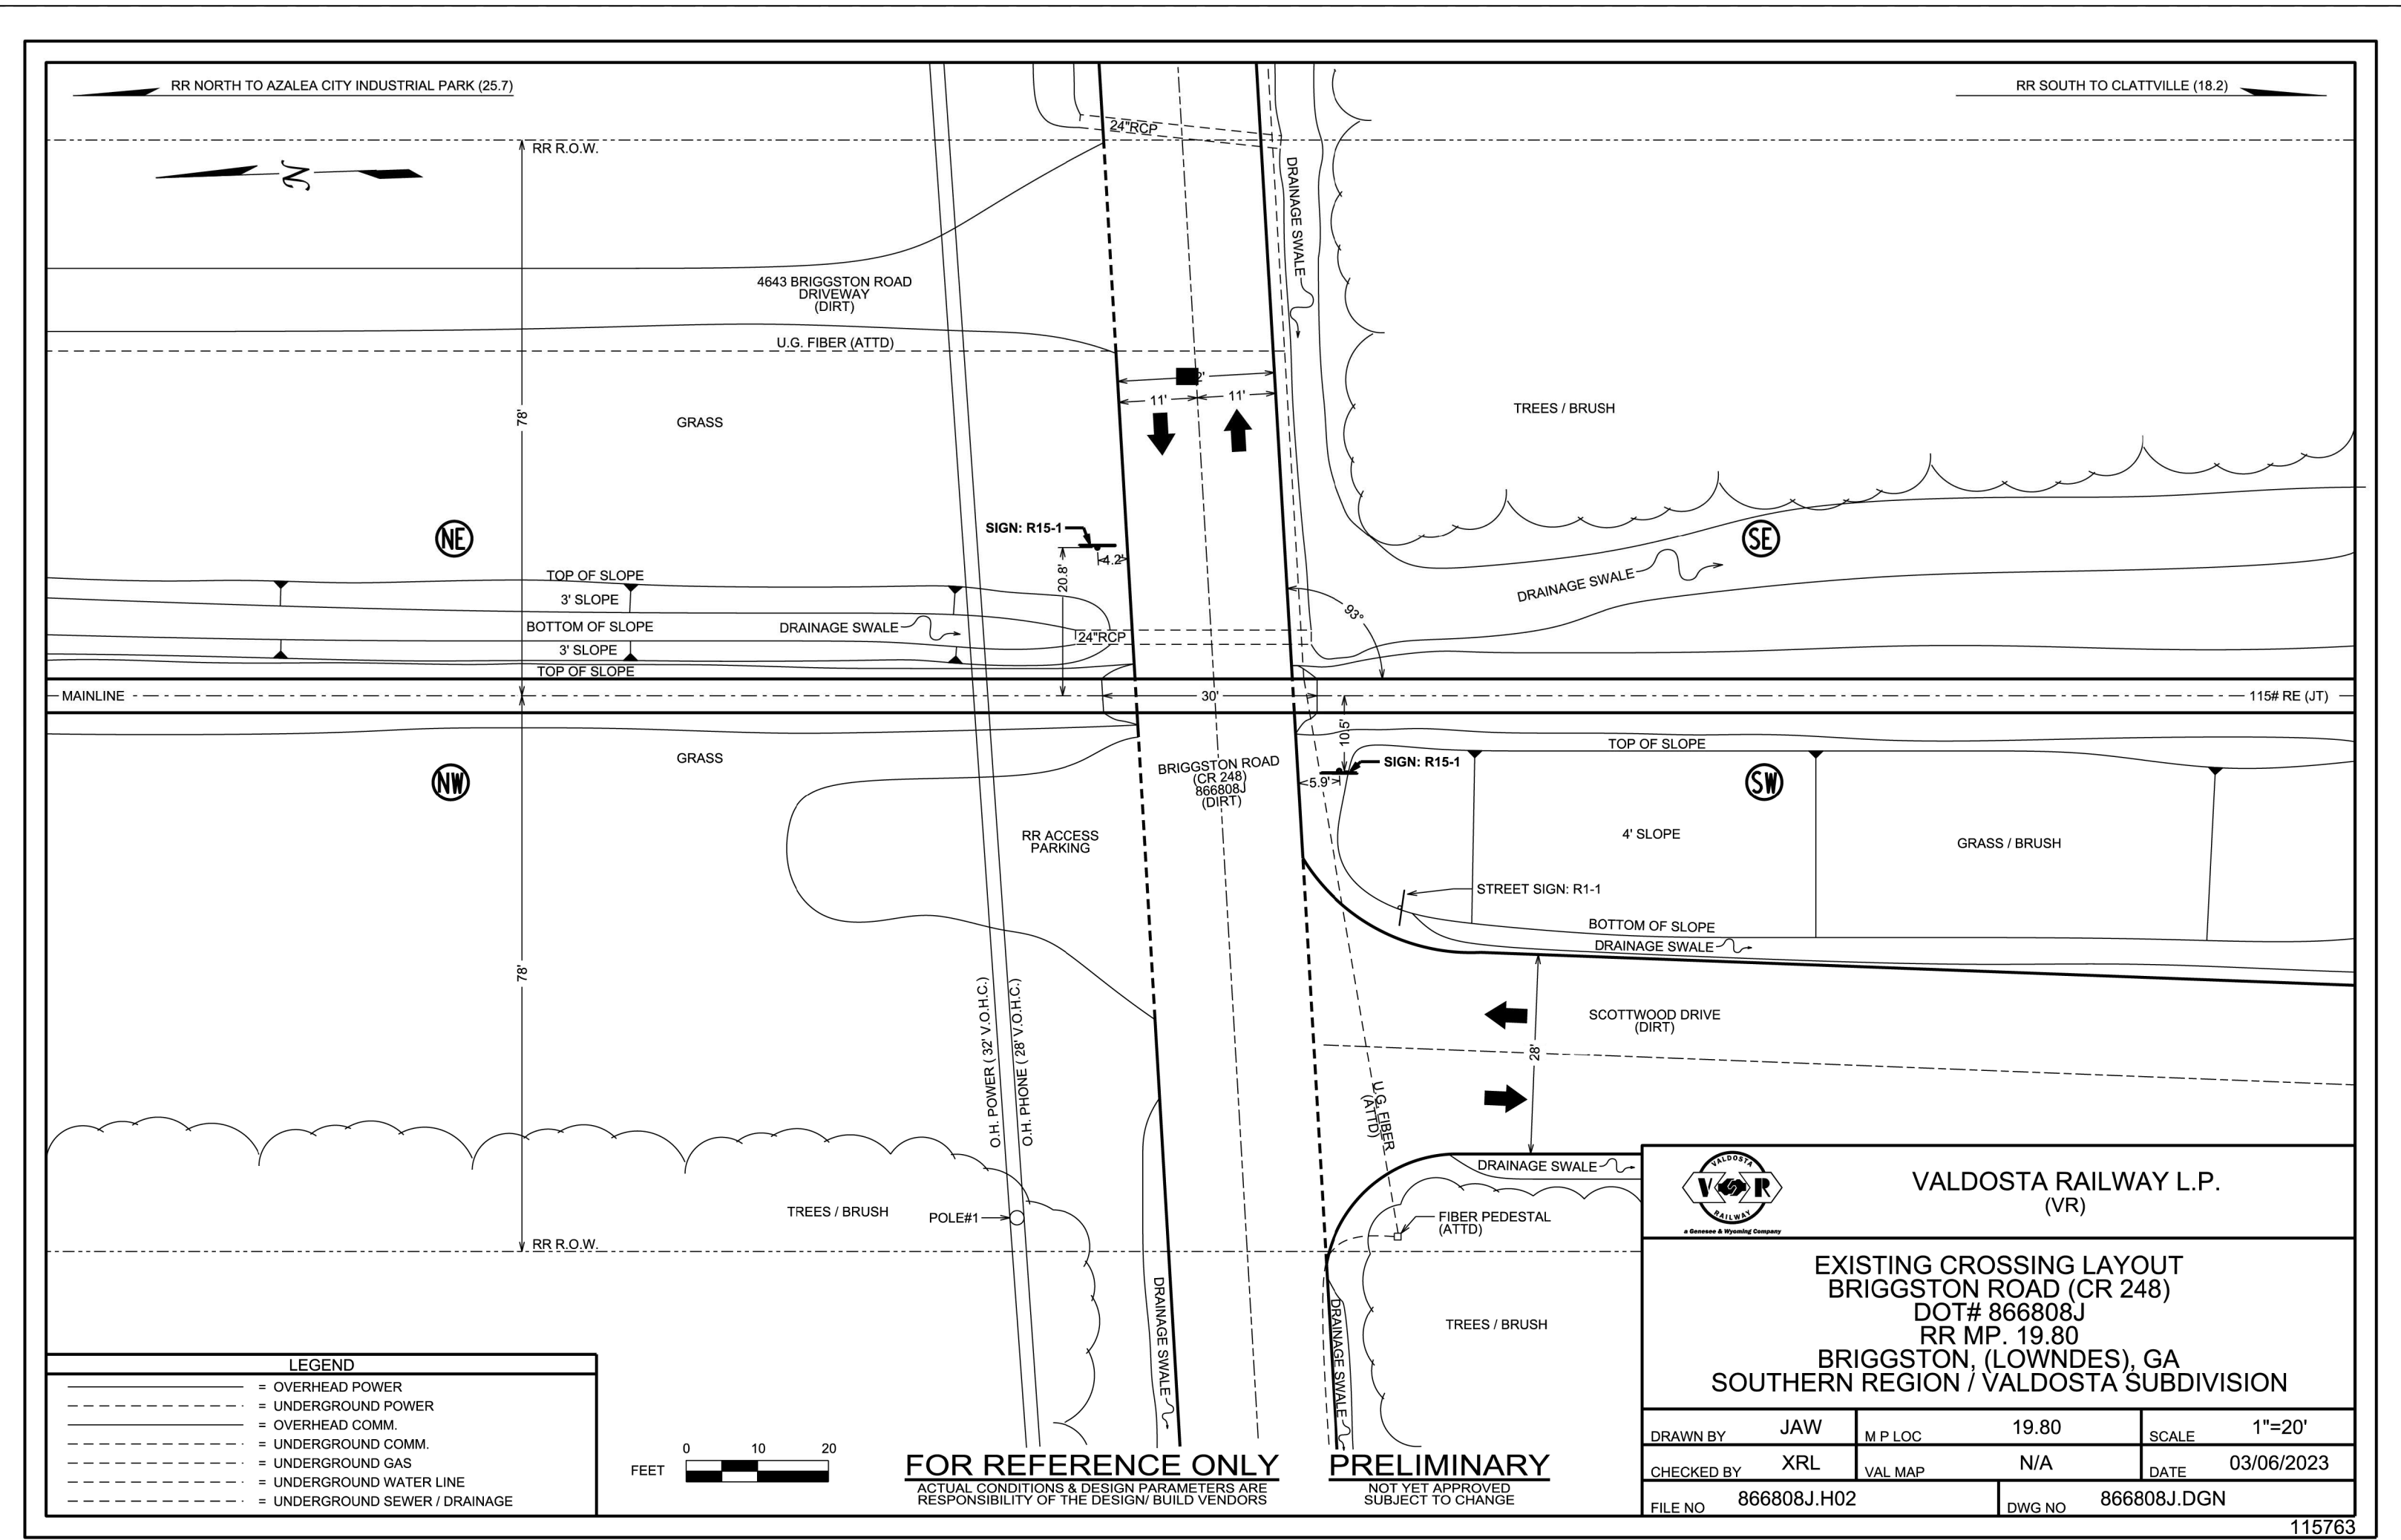 RR NORTH TO AZALEA CITY INDUSTRIAL PARK (25.7)
RR SOUTH TO CLATTVILLE (18.2)
24"RCP
RR R.O.W.
N
DRAINAGE SWALE
4643 BRIGGSTON ROAD
DRIVEWAY
(DIRT)
U.G. FIBER (ATTD)
11'
11'
78'
GRASS
TREES / BRUSH
SIGN: R15-1
NE
SE
4.2'
20.8'
TOP OF SLOPE
3' SLOPE
BOTTOM OF SLOPE
DRAINAGE SWALE
24"RCP
3' SLOPE
TOP OF SLOPE
DRAINAGE SWALE
93°
MAINLINE
30'
115# RE (JT)
10.5'
TOP OF SLOPE
GRASS
NW
BRIGGSTON ROAD
(CR 248)
866808J
(DIRT)
SIGN: R15-1
5.9'
SW
RR ACCESS
PARKING
4' SLOPE
GRASS / BRUSH
STREET SIGN: R1-1
BOTTOM OF SLOPE
DRAINAGE SWALE
78'
O.H. POWER ( 32' V.O.H.C.)
O.H. PHONE ( 28' V.O.H.C.)
SCOTTWOOD DRIVE
(DIRT)
28'
U.G. FIBER
(ATTD)
DRAINAGE SWALE
TREES / BRUSH
POLE#1
FIBER PEDESTAL
(ATTD)
RR R.O.W.
DRAINAGE SWALE
DRAINAGE SWALE
TREES / BRUSH
LEGEND
= OVERHEAD POWER
= UNDERGROUND POWER
= OVERHEAD COMM.
= UNDERGROUND COMM.
= UNDERGROUND GAS
= UNDERGROUND WATER LINE
= UNDERGROUND SEWER / DRAINAGE
0 10 20
FEET
FOR REFERENCE ONLY
ACTUAL CONDITIONS & DESIGN PARAMETERS ARE
RESPONSIBILITY OF THE DESIGN/ BUILD VENDORS
PRELIMINARY
NOT YET APPROVED
SUBJECT TO CHANGE
VALDOSTA
V R
RAILWAY
a Genesee & Wyoming Company
VALDOSTA RAILWAY L.P.
(VR)
EXISTING CROSSING LAYOUT
BRIGGSTON ROAD (CR 248)
DOT# 866808J
RR MP. 19.80
BRIGGSTON, (LOWNDES), GA
SOUTHERN REGION / VALDOSTA SUBDIVISION
DRAWN BY JAW M P LOC 19.80 SCALE 1"=20'
CHECKED BY XRL VAL MAP N/A DATE 03/06/2023
FILE NO 866808J.H02 DWG NO 866808J.DGN
115763